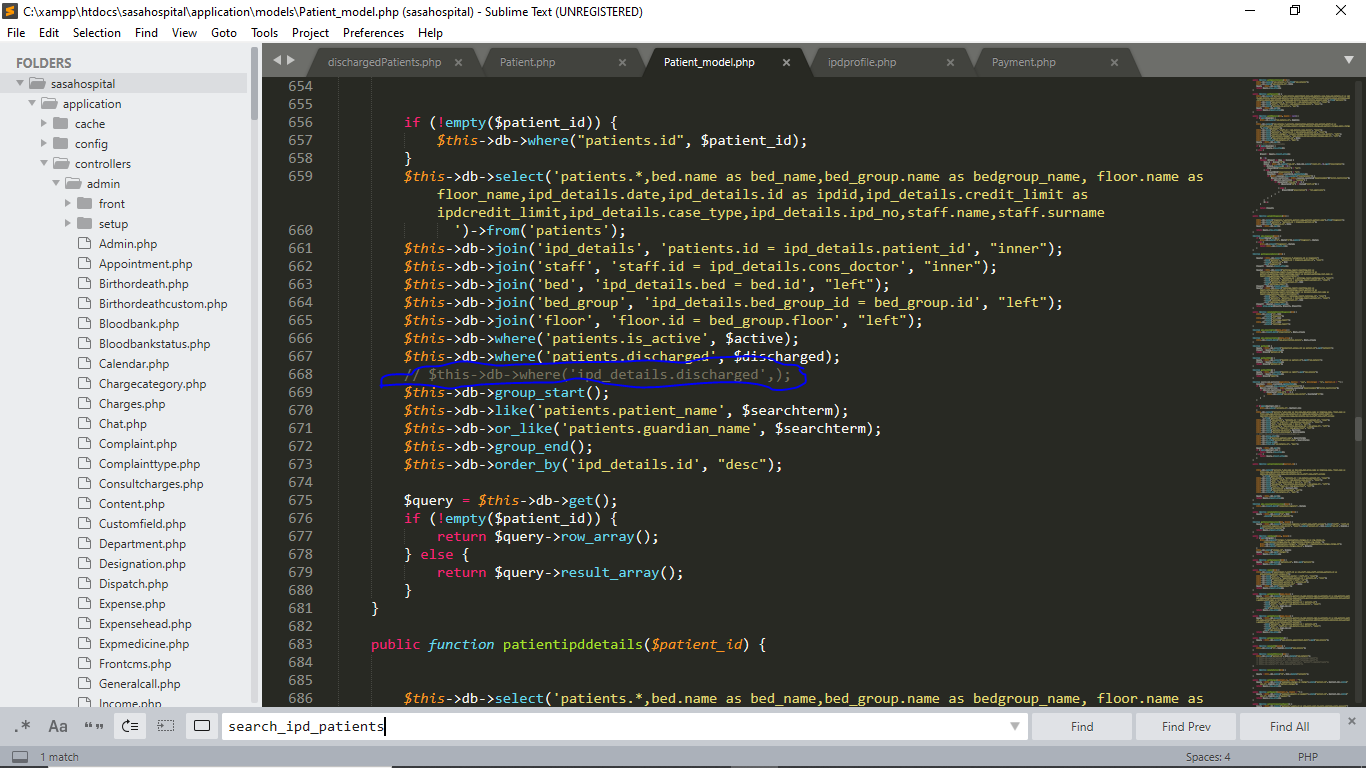 C:\xampp\htdocs\sasahospital\application\models\Patient_model.php (sasahospital) - Sublime Text (UNREGISTERED)
File Edit Selection Find View Goto Tools Project Preferences Help
FOLDERS
sasahospital
application
cache
config
controllers
admin
front
setup
Admin.php
Appointment.php
Birthordeath.php
Birthordeathcustom.php
Bloodbank.php
Bloodbankstatus.php
Calendar.php
Chargecategory.php
Charges.php
Chat.php
Complaint.php
Complainttype.php
Consultcharges.php
Content.php
Customfield.php
Department.php
Designation.php
Dispatch.php
Expense.php
Expensehead.php
Expmedicine.php
Frontcms.php
Generalcall.php
Income.php
dischargedPatients.php × Patient.php × Patient_model.php × ipdprofile.php × Payment.php ×
654
655
656 if (!empty($patient_id)) {
657 $this->db->where("patients.id", $patient_id);
658 }
659 $this->db->select('patients.*,bed.name as bed_name,bed_group.name as bedgroup_name, floor.name as
floor_name,ipd_details.date,ipd_details.id as ipdid,ipd_details.credit_limit as
ipdcredit_limit,ipd_details.case_type,ipd_details.ipd_no,staff.name,staff.surname
660 ')->from('patients');
661 $this->db->join('ipd_details', 'patients.id = ipd_details.patient_id', "inner");
662 $this->db->join('staff', 'staff.id = ipd_details.cons_doctor', "inner");
663 $this->db->join('bed', 'ipd_details.bed = bed.id', "left");
664 $this->db->join('bed_group', 'ipd_details.bed_group_id = bed_group.id', "left");
665 $this->db->join('floor', 'floor.id = bed_group.floor', "left");
666 $this->db->where('patients.is_active', $active);
667 $this->db->where('patients.discharged', $discharged);
668 // $this->db->where('ipd_details.discharged',);
669 $this->db->group_start();
670 $this->db->like('patients.patient_name', $searchterm);
671 $this->db->or_like('patients.guardian_name', $searchterm);
672 $this->db->group_end();
673 $this->db->order_by('ipd_details.id', "desc");
674
675 $query = $this->db->get();
676 if (!empty($patient_id)) {
677 return $query->row_array();
678 } else {
679 return $query->result_array();
680 }
681 }
682
683 public function patientipddetails($patient_id) {
684
685
686 $this->db->select('patients.*,bed.name as bed_name,bed_group.name as bedgroup_name, floor.name as
.* Aa “” search_ipd_patients Find Find Prev Find All ×
1 match Spaces: 4 PHP